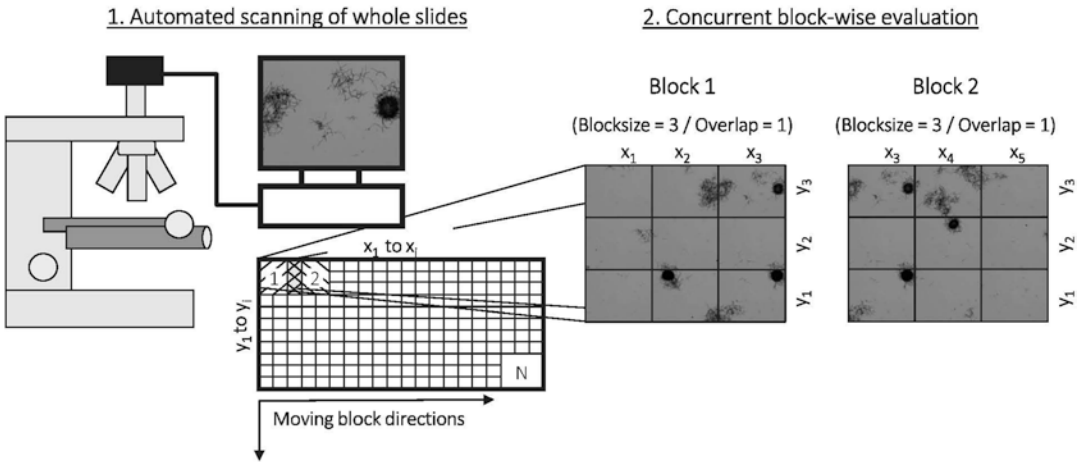 1. Automated scanning of whole slides
2. Concurrent block-wise evaluation
Block 1
Block 2
(Blocksize = 3 / Overlap = 1)
(Blocksize = 3 / Overlap = 1)
x₁ x₂ x₃
x₃ x₄ x₅
y₃
y₂
y₁
y₃
y₂
y₁
x₁ to xᵢ
y₁ to yᵢ
1
2
N
Moving block directions